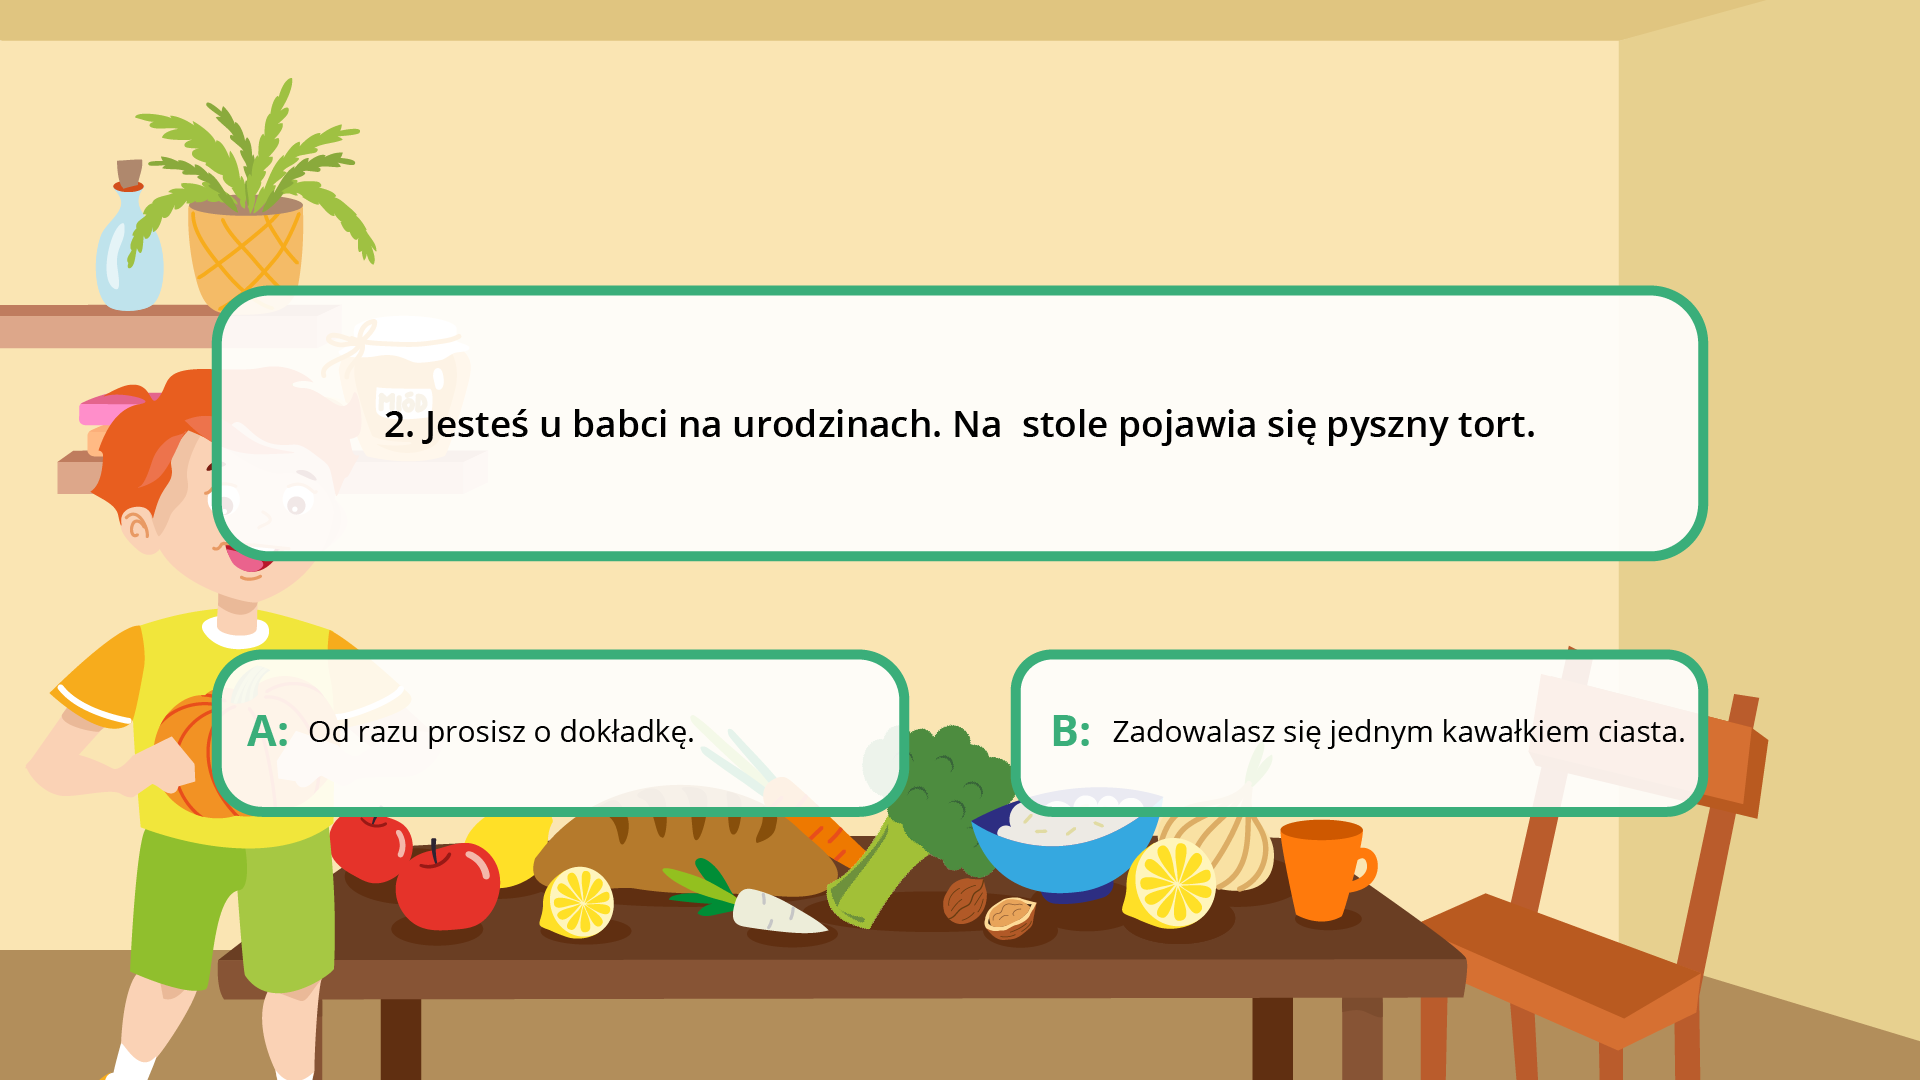 MIÓD
2. Jesteś u babci na urodzinach. Na  stole pojawia się pyszny tort.
A: Od razu prosisz o dokładkę.
B: Zadowalasz się jednym kawałkiem ciasta.